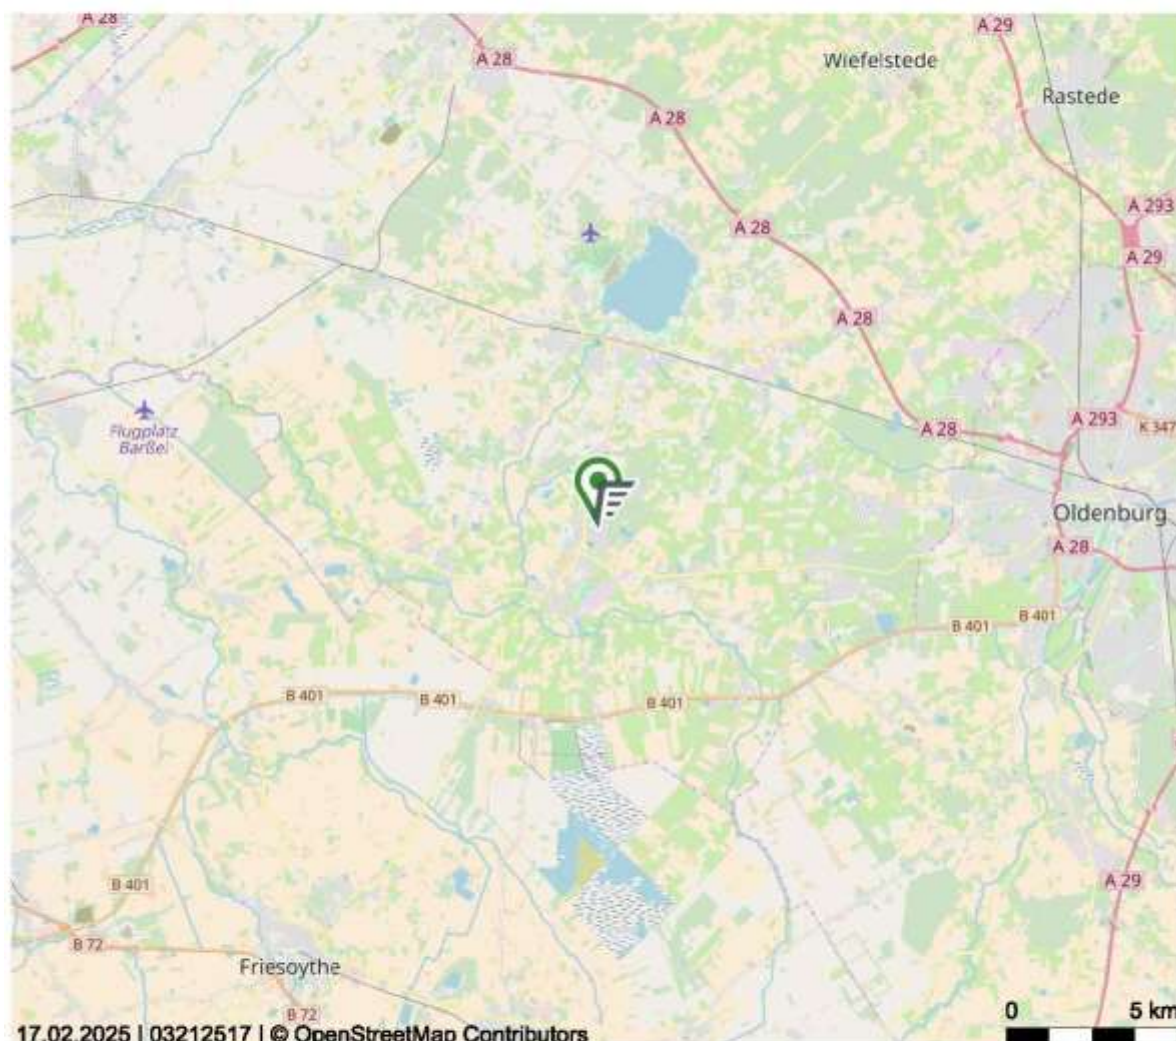 A 28
A 28
A 29
Wiefelstede
Rastede
A 28
A 293
A 28
A 29
A 28
Flugplatz
Barßel
A 293
K 347
A 28
Oldenburg
A 28
B 401
B 401
B 401
B 401
B 401
B 401
A 29
B 72
Friesoythe
B 72
0 5 km
17.02.2025 | 03212517 | © OpenStreetMap Contributors